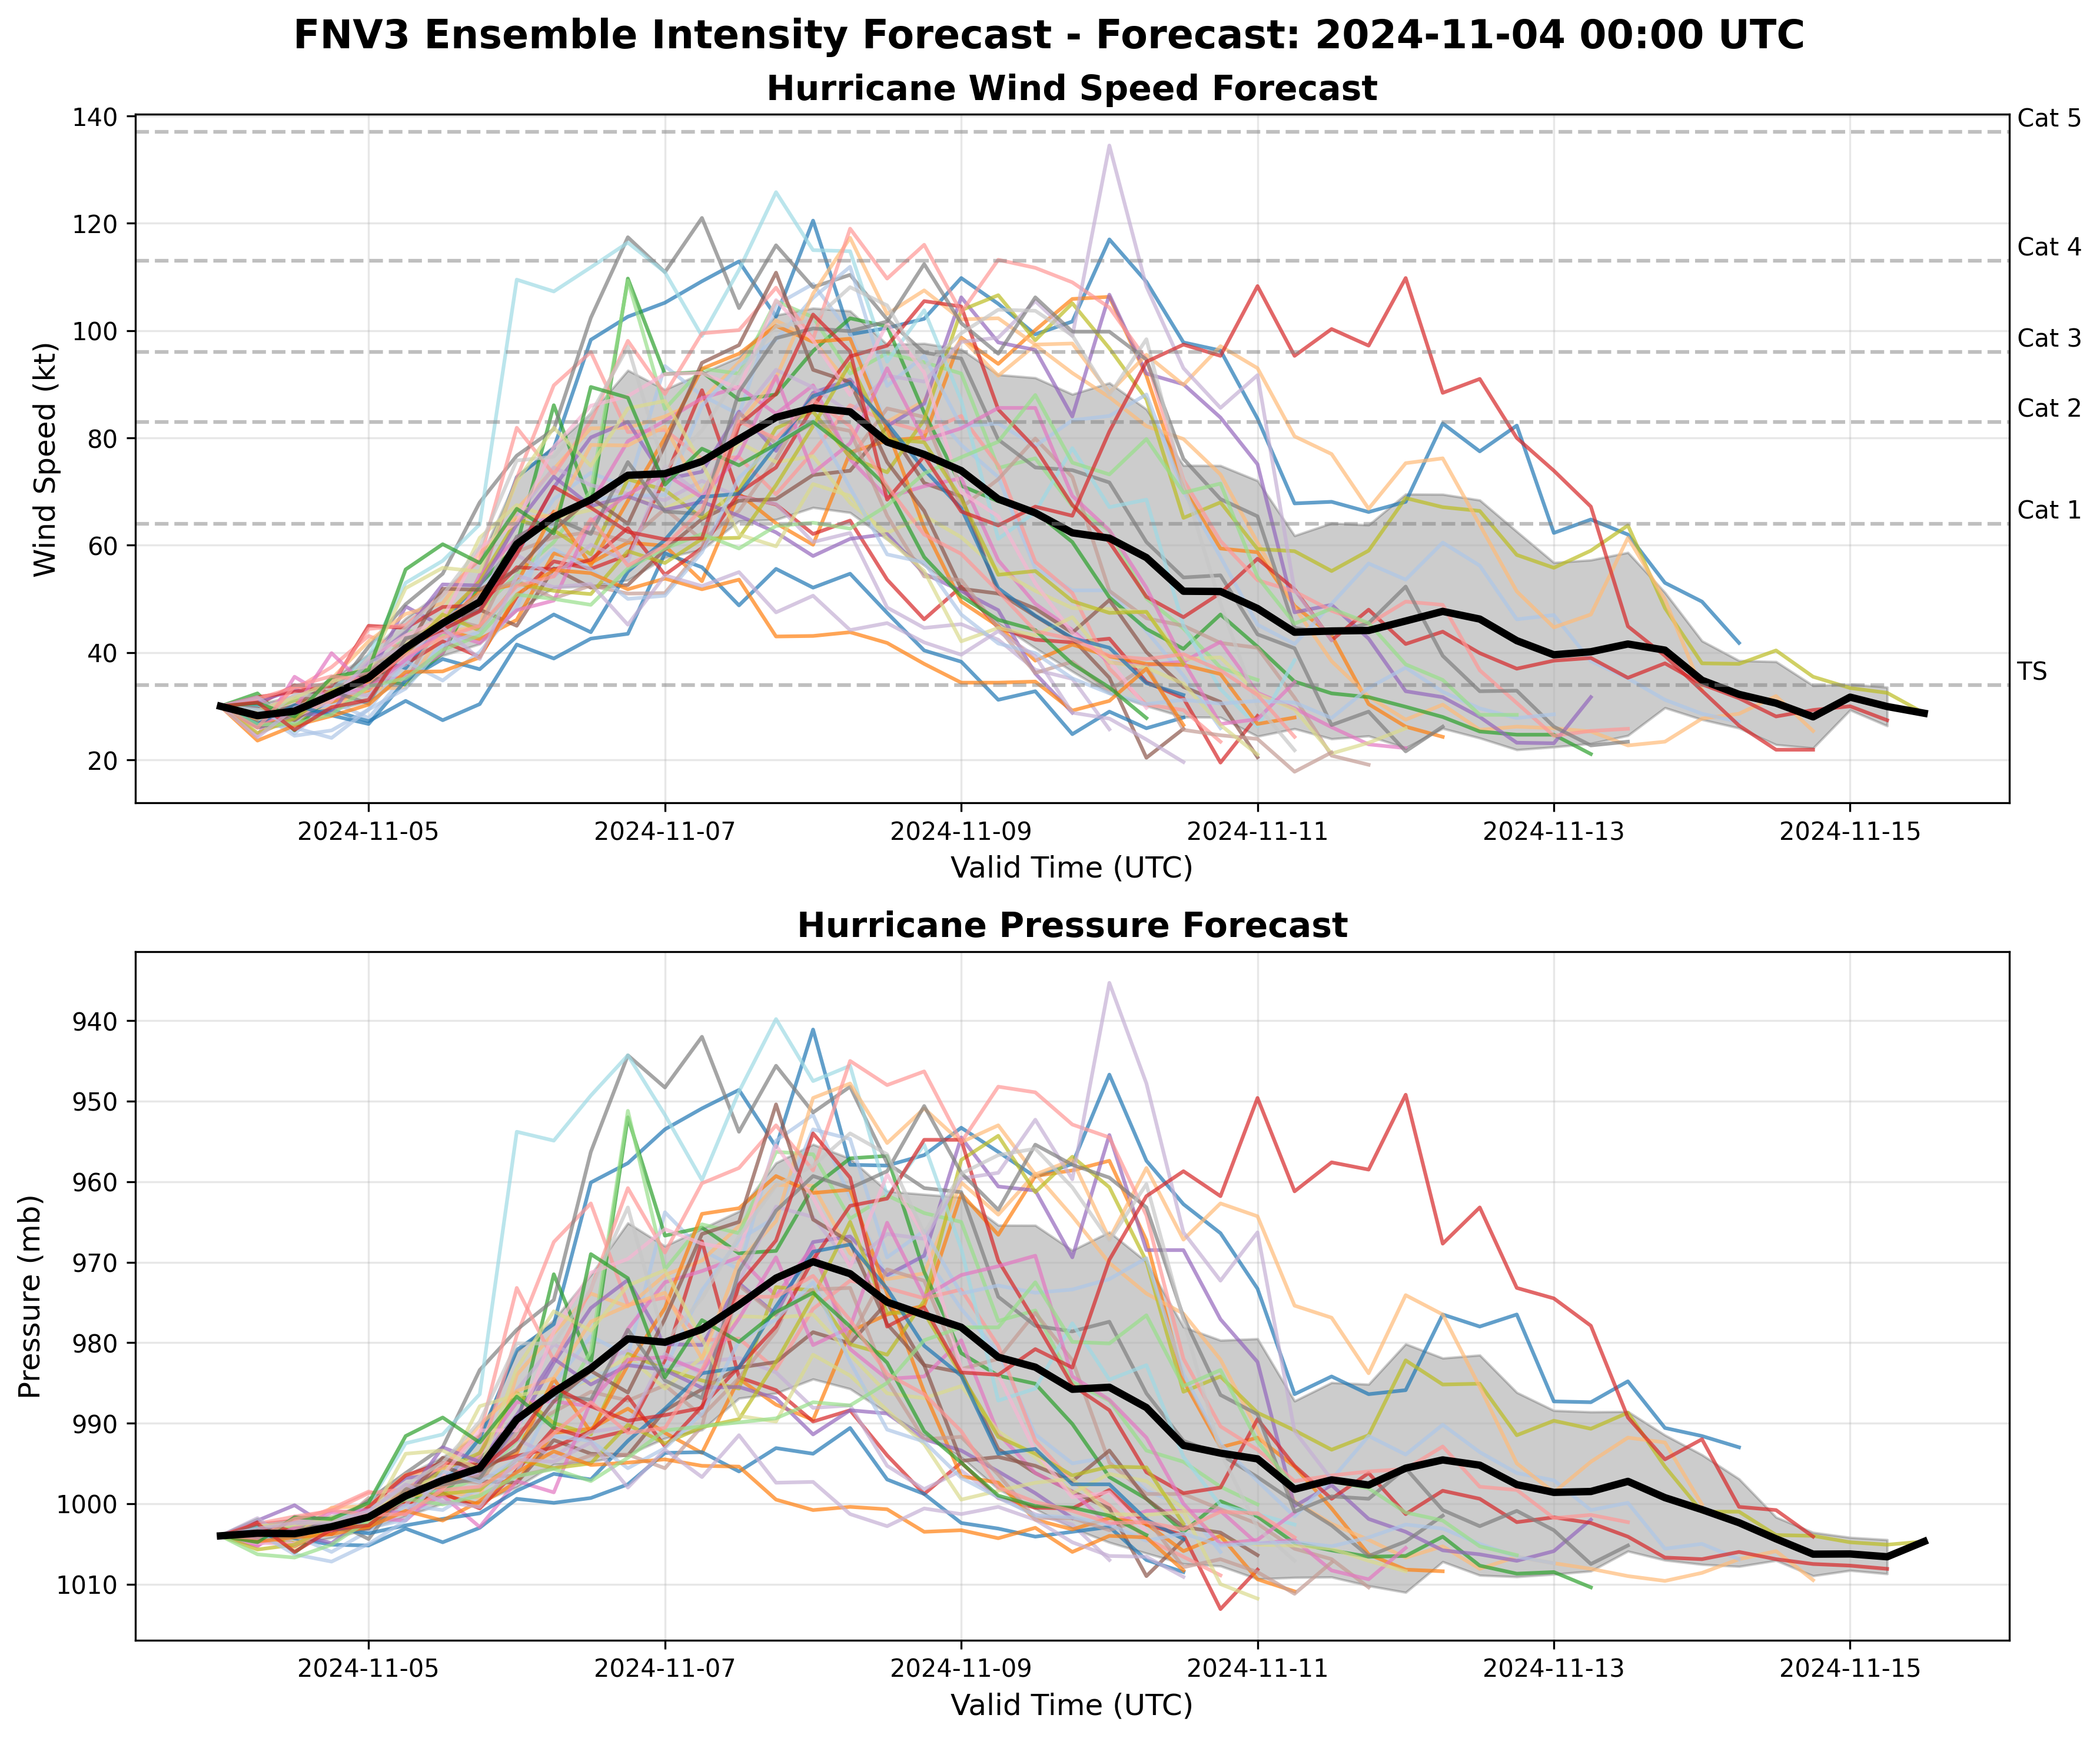 FNV3 Ensemble Intensity Forecast - Forecast: 2024-11-04 00:00 UTC
Hurricane Wind Speed Forecast
140
120
100
80
60
40
20
Wind Speed (kt)
Cat 5
Cat 4
Cat 3
Cat 2
Cat 1
TS
2024-11-05
2024-11-07
2024-11-09
2024-11-11
2024-11-13
2024-11-15
Valid Time (UTC)
Hurricane Pressure Forecast
940
950
960
970
980
990
1000
1010
Pressure (mb)
2024-11-05
2024-11-07
2024-11-09
2024-11-11
2024-11-13
2024-11-15
Valid Time (UTC)